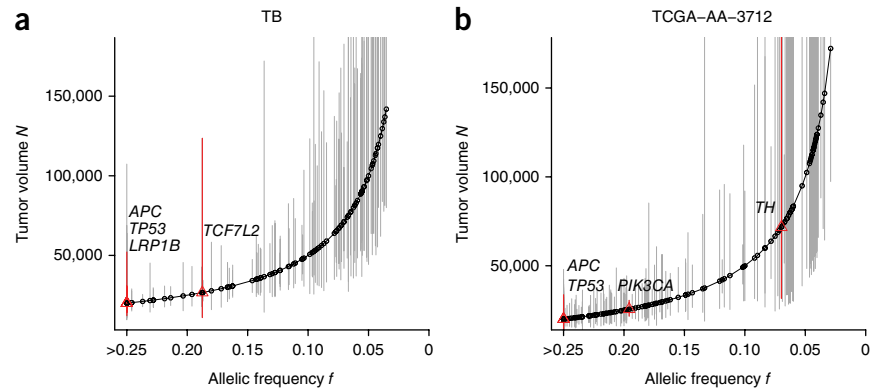 a
TB
Tumor volume N
150,000
100,000
50,000
APC
TP53
LRP1B
TCF7L2
>0.25
0.20
0.15
0.10
0.05
0
Allelic frequency f
b
TCGA–AA–3712
Tumor volume N
150,000
100,000
50,000
APC
TP53
PIK3CA
TH
>0.25
0.20
0.15
0.10
0.05
0
Allelic frequency f